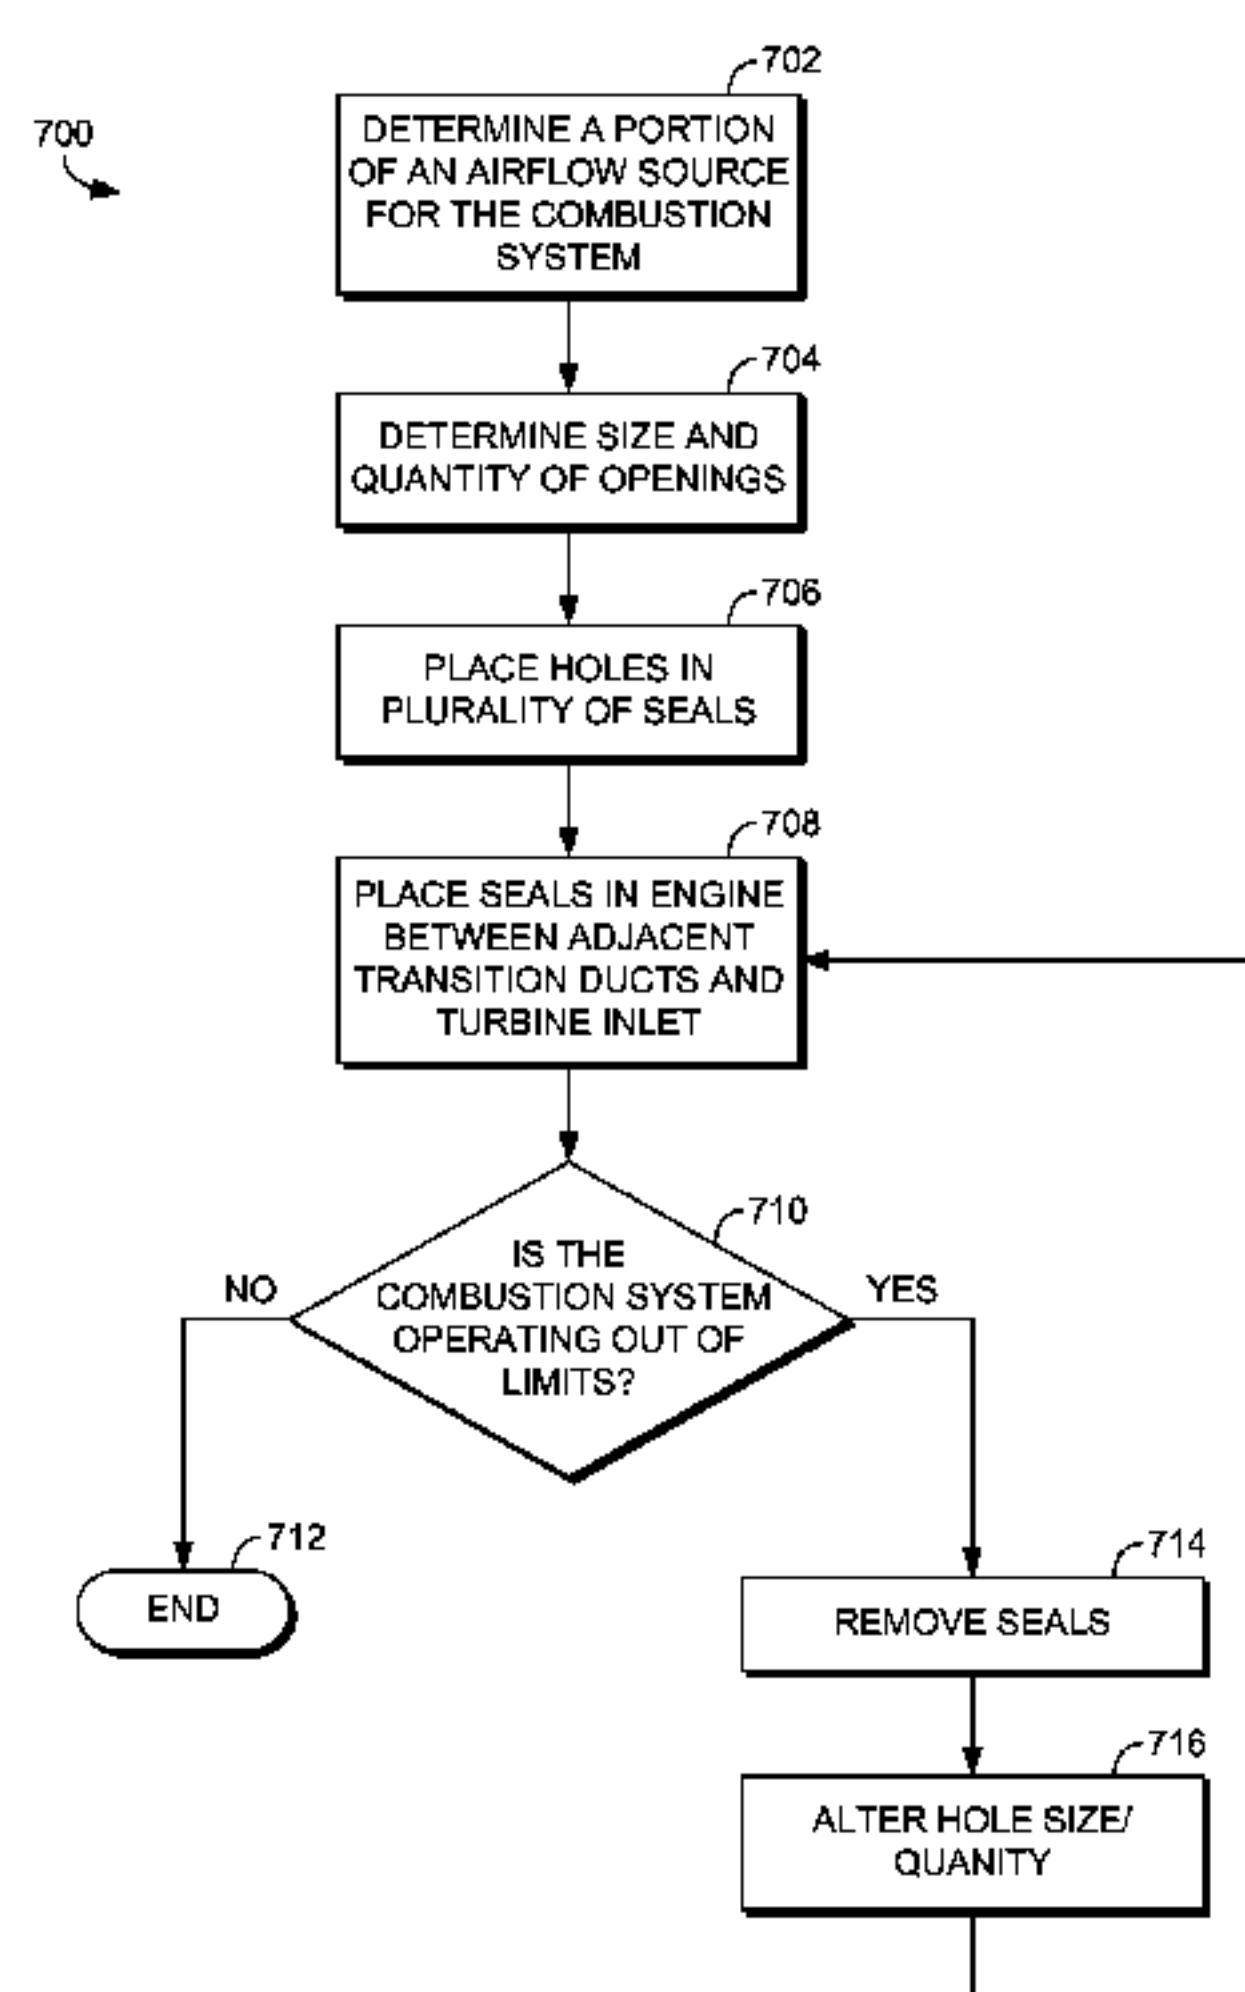 700
702
DETERMINE A PORTION
OF AN AIRFLOW SOURCE
FOR THE COMBUSTION
SYSTEM
704
DETERMINE SIZE AND
QUANTITY OF OPENINGS
706
PLACE HOLES IN
PLURALITY OF SEALS
708
PLACE SEALS IN ENGINE
BETWEEN ADJACENT
TRANSITION DUCTS AND
TURBINE INLET
710
IS THE
COMBUSTION SYSTEM
OPERATING OUT OF
LIMITS?
NO
YES
712
END
714
REMOVE SEALS
716
ALTER HOLE SIZE/
QUANITY